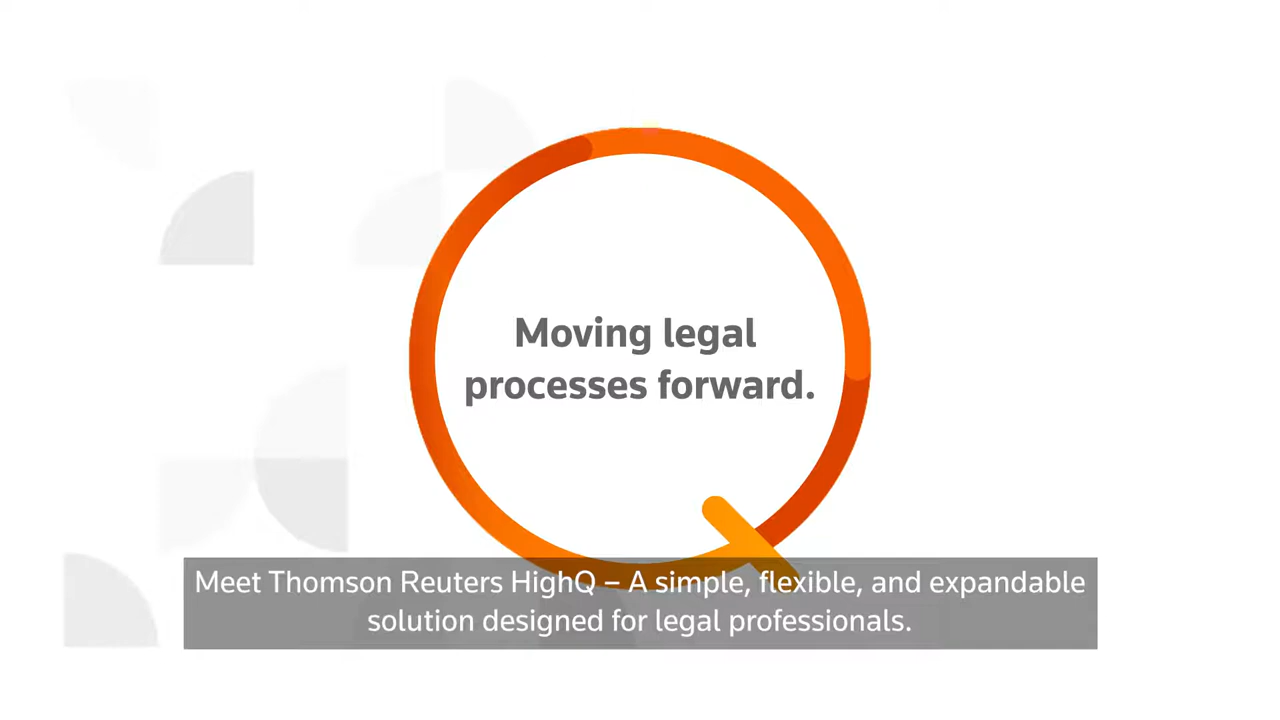 Moving legal
processes forward.
Meet Thomson Reuters HighQ – A simple, flexible, and expandable
solution designed for legal professionals.